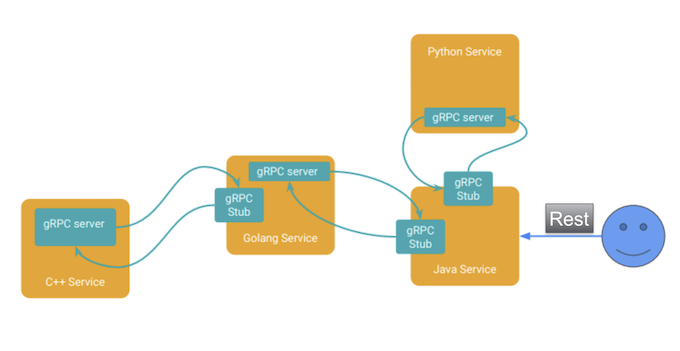 Python Service
gRPC server
gRPC server
gRPC
Stub
gRPC
Stub
Golang Service
gRPC server
C++ Service
gRPC
Stub
Java Service
Rest